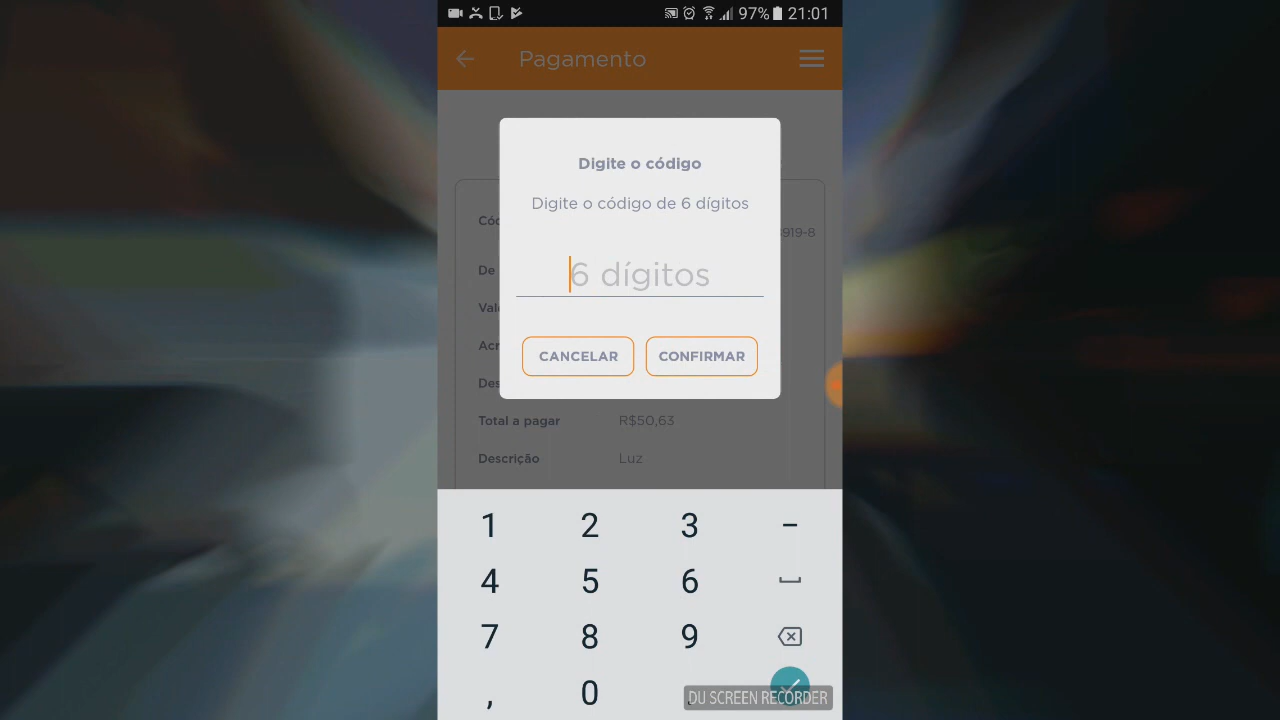 97% 21:01
Pagamento
Digite o código
Digite o código de 6 dígitos
6 dígitos
CANCELAR CONFIRMAR
Cód
919-8
De
Val
Acr
Des
Total a pagar R$50,63
Descrição Luz
1 2 3 -
4 5 6
7 8 9
, 0 .
DU SCREEN RECORDER